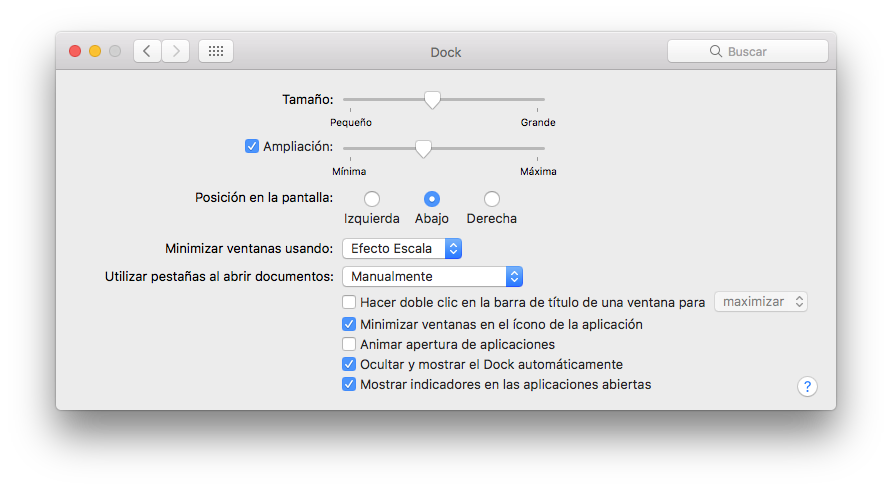 Dock
Buscar
Tamaño:
Pequeño Grande
Ampliación:
Mínima Máxima
Posición en la pantalla:
Izquierda Abajo Derecha
Minimizar ventanas usando: Efecto Escala
Utilizar pestañas al abrir documentos: Manualmente
Hacer doble clic en la barra de título de una ventana para maximizar
Minimizar ventanas en el ícono de la aplicación
Animar apertura de aplicaciones
Ocultar y mostrar el Dock automáticamente
Mostrar indicadores en las aplicaciones abiertas
?